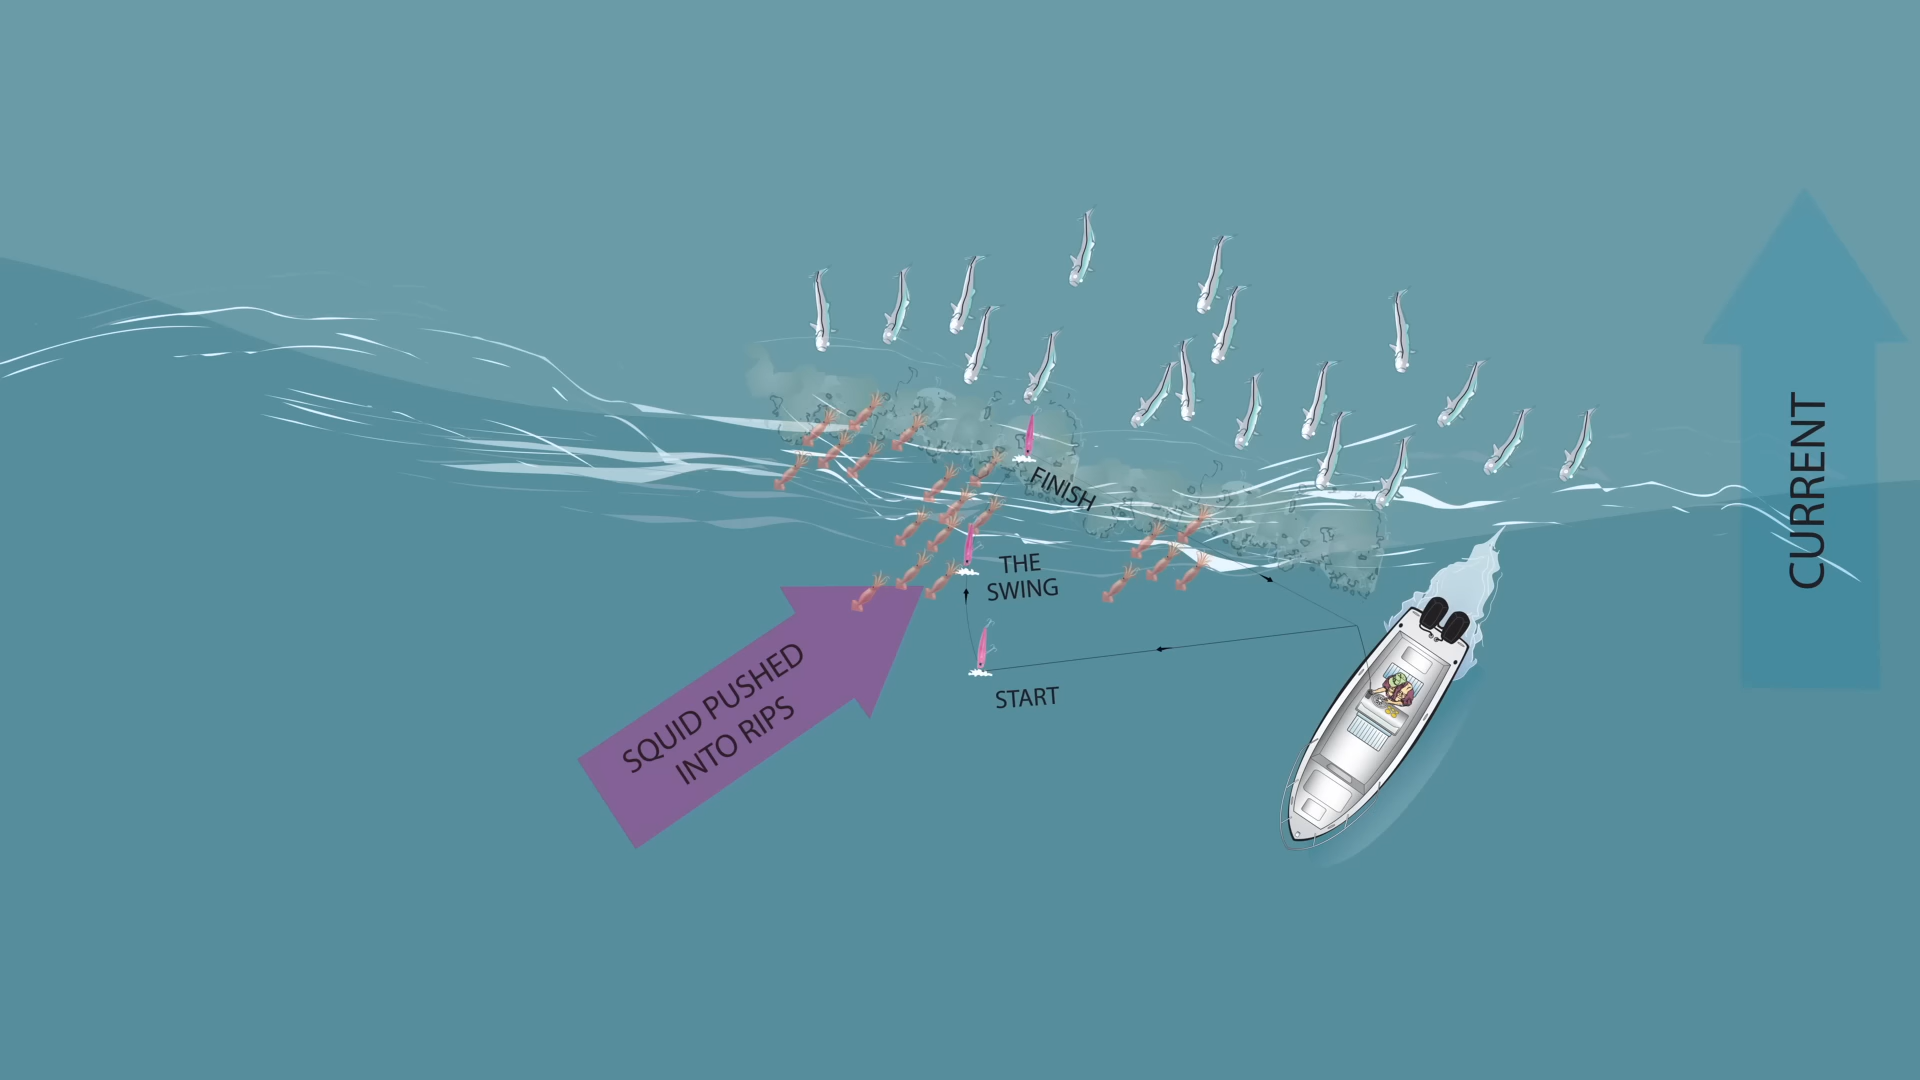 CURRENT
FINISH
THE
SWING
START
SQUID PUSHED
INTO RIPS